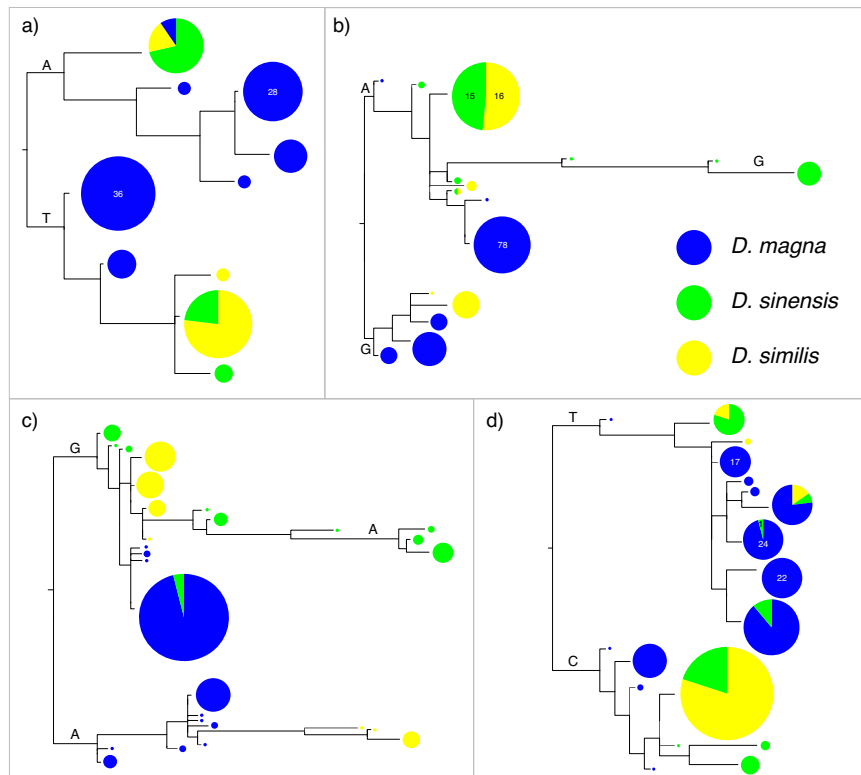 a)
A
28
36
T
b)
A
15
16
G
78
G
D. magna
D. sinensis
D. similis
c)
G
A
A
d)
T
17
24
22
C